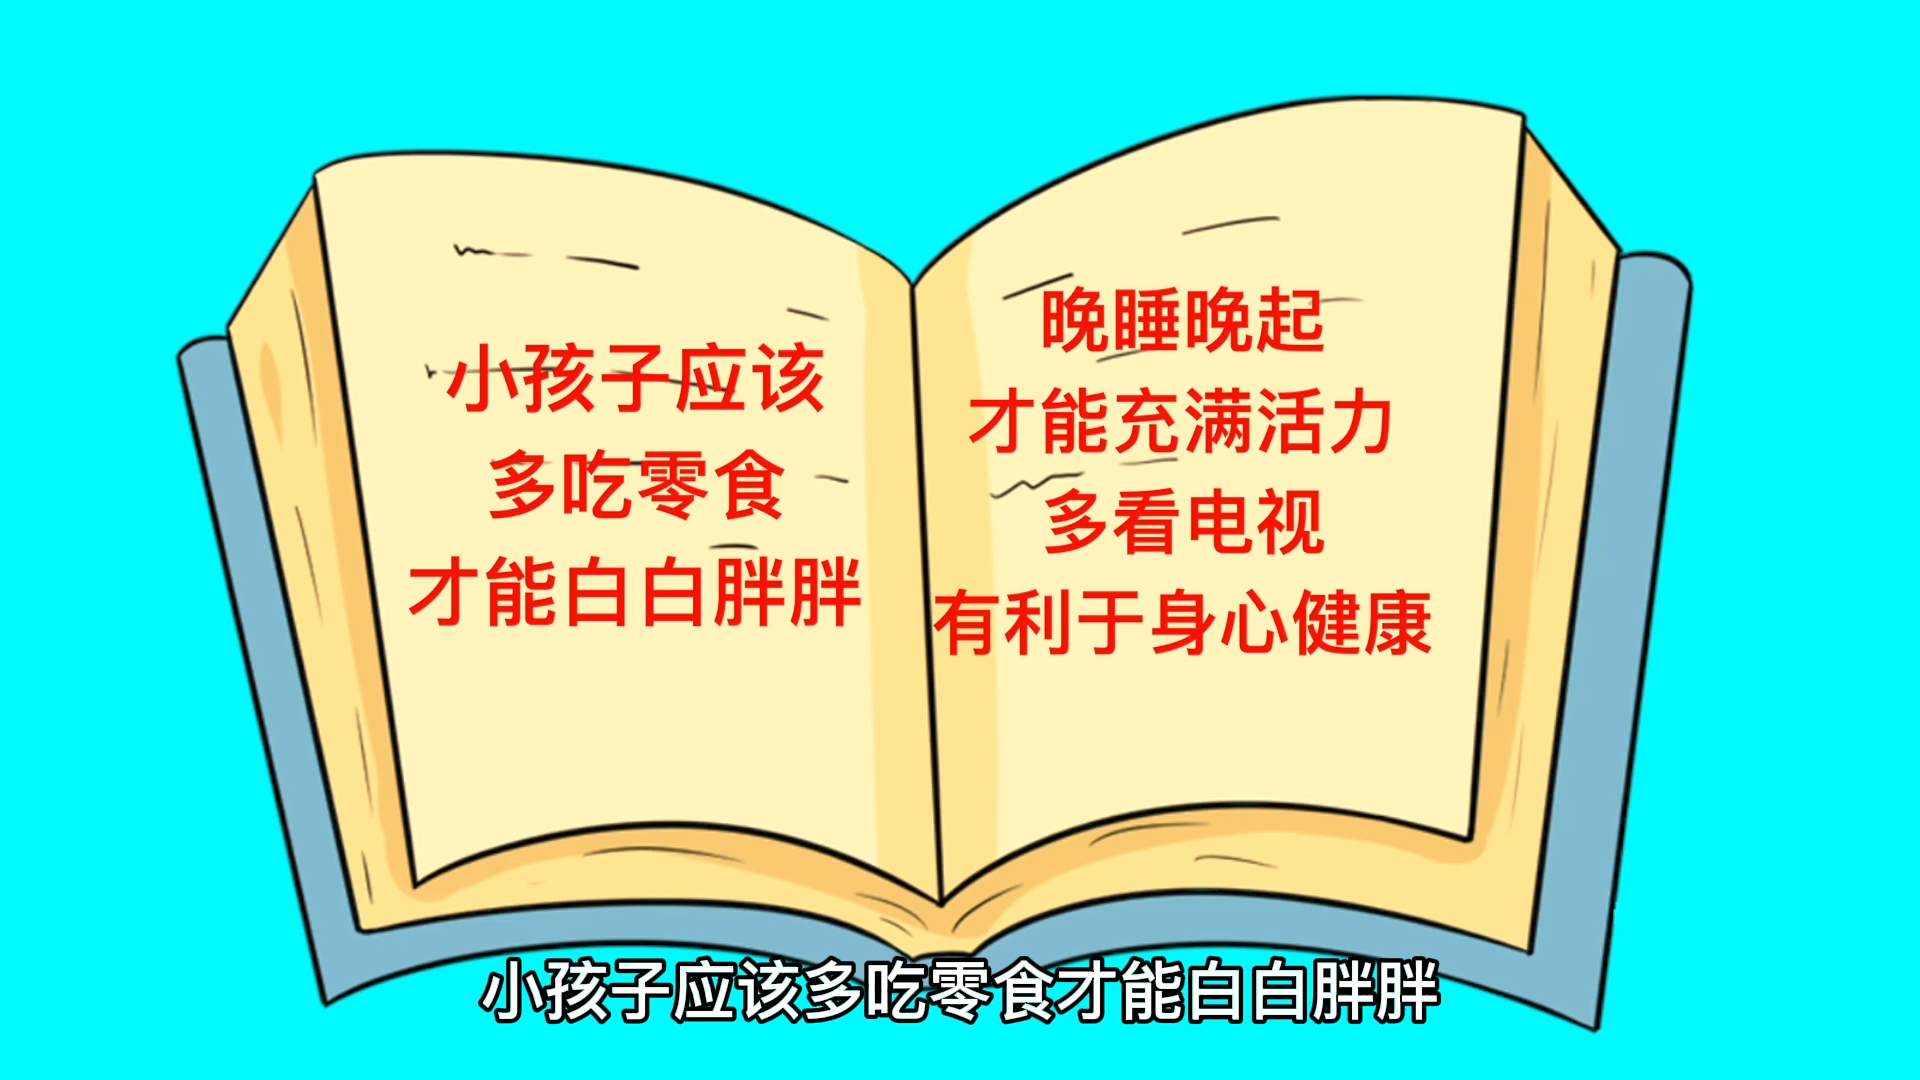 小孩子应该
多吃零食
才能白白胖胖
晚睡晚起
才能充满活力
多看电视
有利于身心健康
小孩子应该多吃零食才能白白胖胖